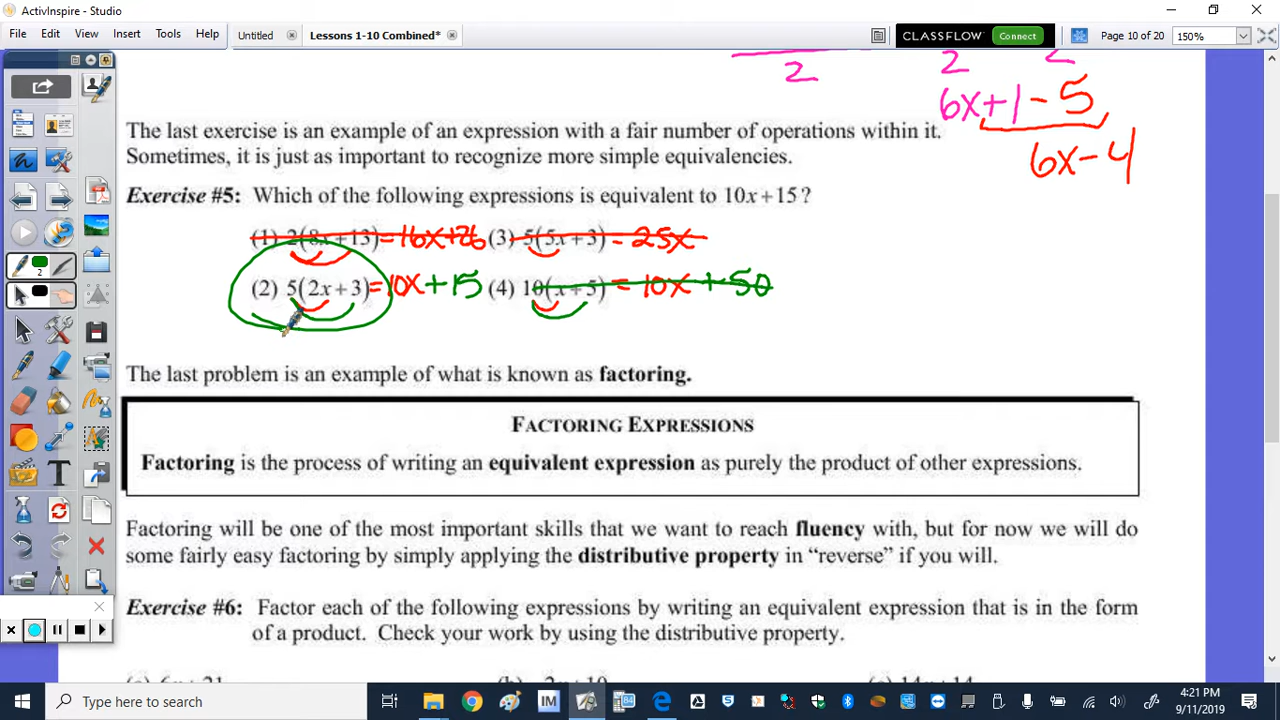 ActivInspire - Studio
File Edit View Insert Tools Help
Untitled
Lessons 1-10 Combined*
CLASSFLOW Connect
Page 10 of 20
150%
2 2 2
6x+1-5
6x-4
The last exercise is an example of an expression with a fair number of operations within it.
Sometimes, it is just as important to recognize more simple equivalencies.
Exercise #5: Which of the following expressions is equivalent to 10x+15?
(1) 2(8x+13)=16x+26 (3) 5(5x+3)=25x
(2) 5(2x+3)=10x+15 (4) 10(x+5)=10x+50
The last problem is an example of what is known as factoring.
FACTORING EXPRESSIONS
Factoring is the process of writing an equivalent expression as purely the product of other expressions.
Factoring will be one of the most important skills that we want to reach fluency with, but for now we will do
some fairly easy factoring by simply applying the distributive property in “reverse” if you will.
Exercise #6: Factor each of the following expressions by writing an equivalent expression that is in the form
of a product. Check your work by using the distributive property.
2
Type here to search
IM
4:21 PM
9/11/2019